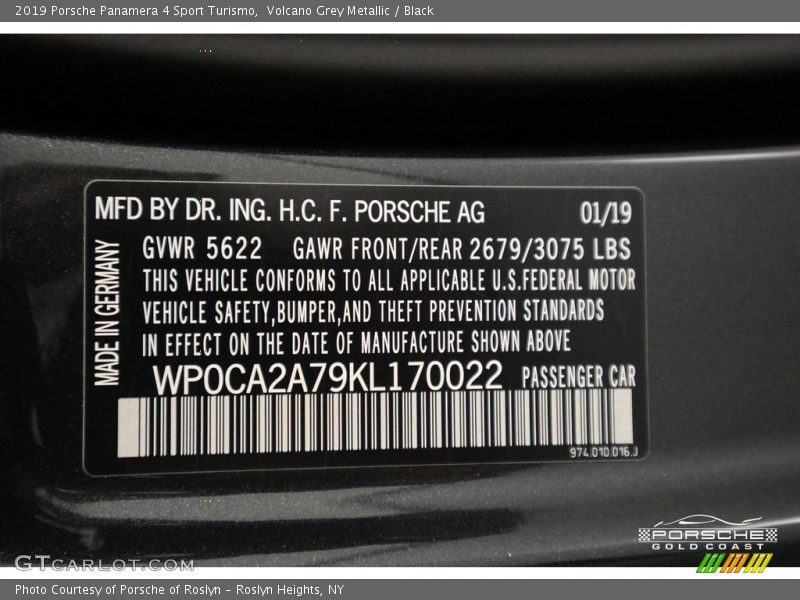 2019 Porsche Panamera 4 Sport Turismo,  Volcano Grey Metallic / Black
MFD BY DR. ING. H.C. F. PORSCHE AG 01/19
GVWR 5622 GAWR FRONT/REAR 2679/3075 LBS
THIS VEHICLE CONFORMS TO ALL APPLICABLE U.S.FEDERAL MOTOR
VEHICLE SAFETY,BUMPER,AND THEFT PREVENTION STANDARDS
IN EFFECT ON THE DATE OF MANUFACTURE SHOWN ABOVE
MADE IN GERMANY
WP0CA2A79KL170022 PASSENGER CAR
974.010.016.J
PORSCHE
GOLD COAST
GTCARLOT.COM
Photo Courtesy of Porsche of Roslyn – Roslyn Heights, NY